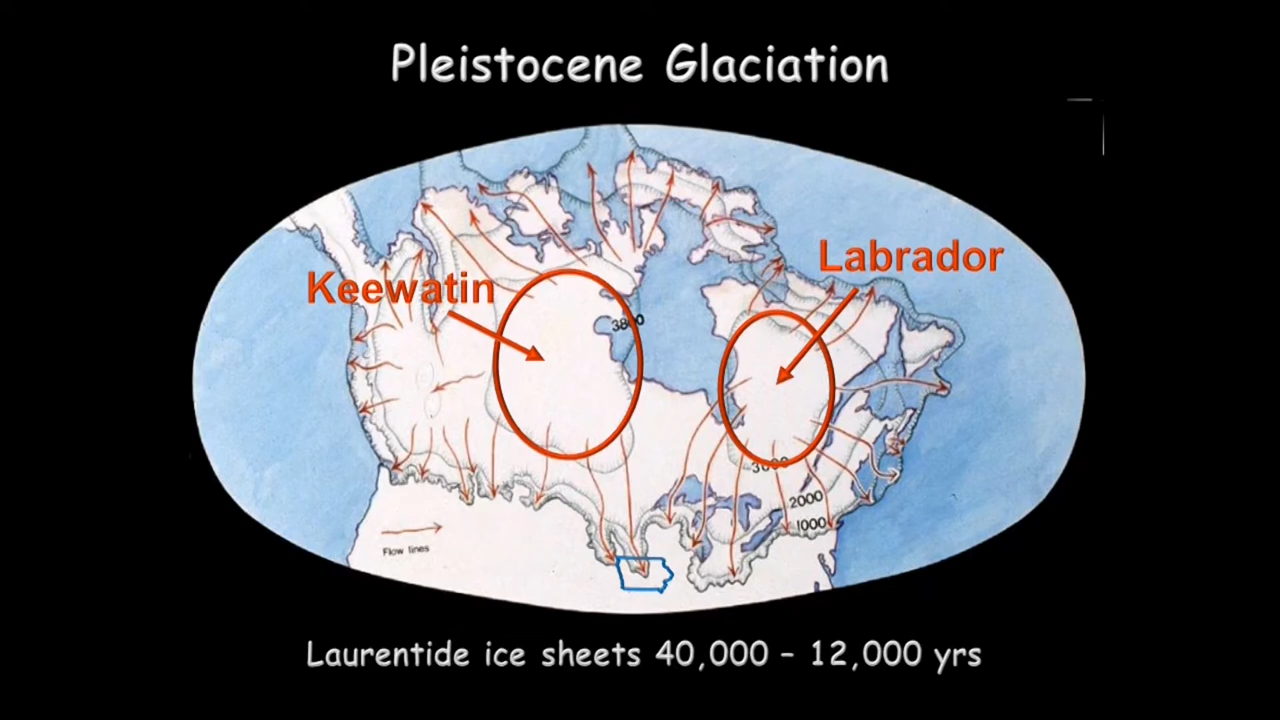 Pleistocene Glaciation
Labrador
Keewatin
3800
3000
2000
1000
Flow lines
Laurentide ice sheets 40,000 – 12,000 yrs